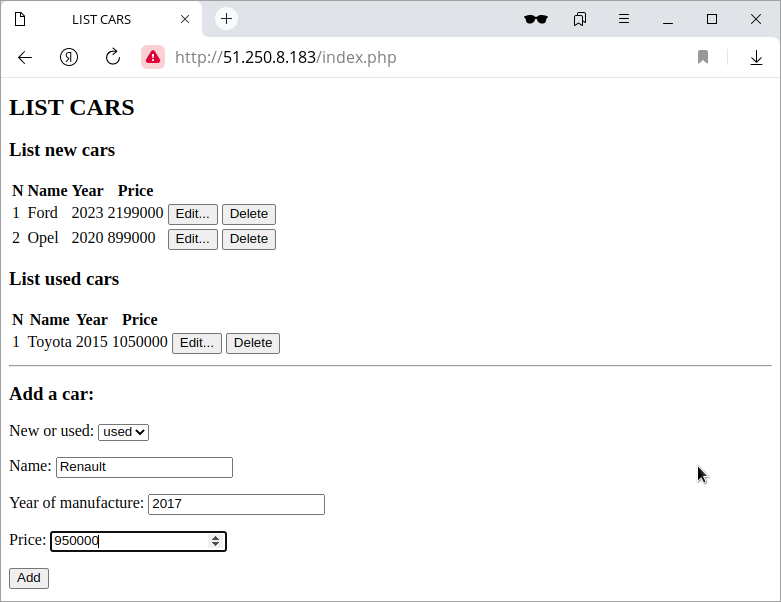 LIST CARS
http://51.250.8.183/index.php
LIST CARS
List new cars
N Name Year Price
1 Ford 2023 2199000 Edit... Delete
2 Opel 2020 899000 Edit... Delete
List used cars
N Name Year Price
1 Toyota 2015 1050000 Edit... Delete
Add a car:
New or used: used
Name: Renault
Year of manufacture: 2017
Price: 950000
Add